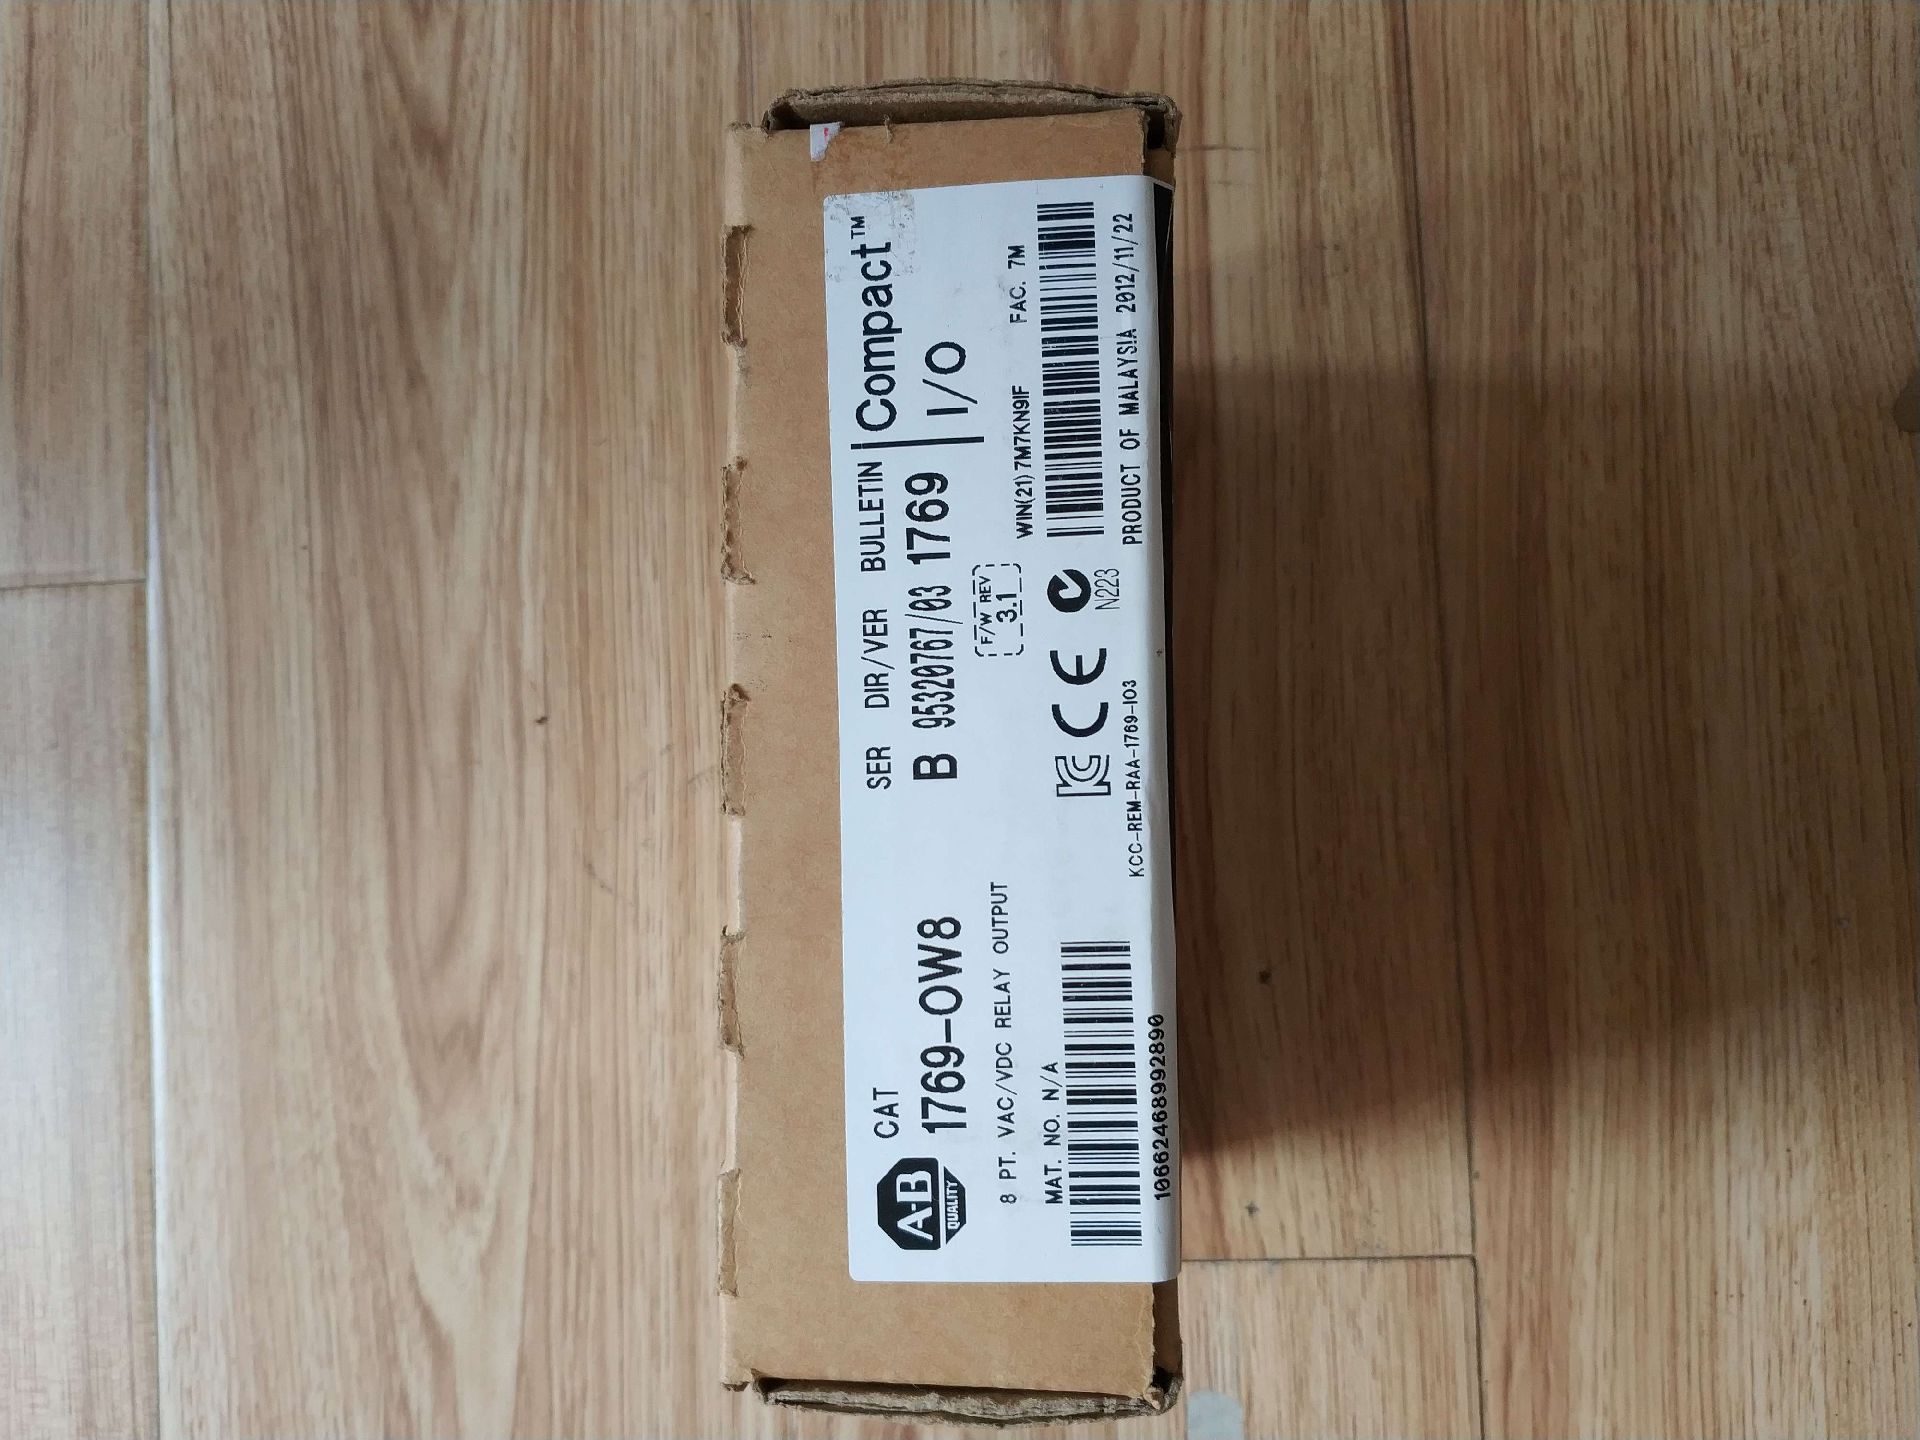 A-B
QUALITY
CAT
1769-OW8
8 PT. VAC/VDC RELAY OUTPUT
MAT. NO. N/A
10662468992890
SER DIR/VER BULLETIN
B 95320767/03 1769
Compact™
I/O
F/W REV
3.1
WIN(21) 7M7KN9IF FAC. 7M
KC CE
N223
KCC-REM-RAA-1769-IO3
PRODUCT OF MALAYSIA 2012/11/22